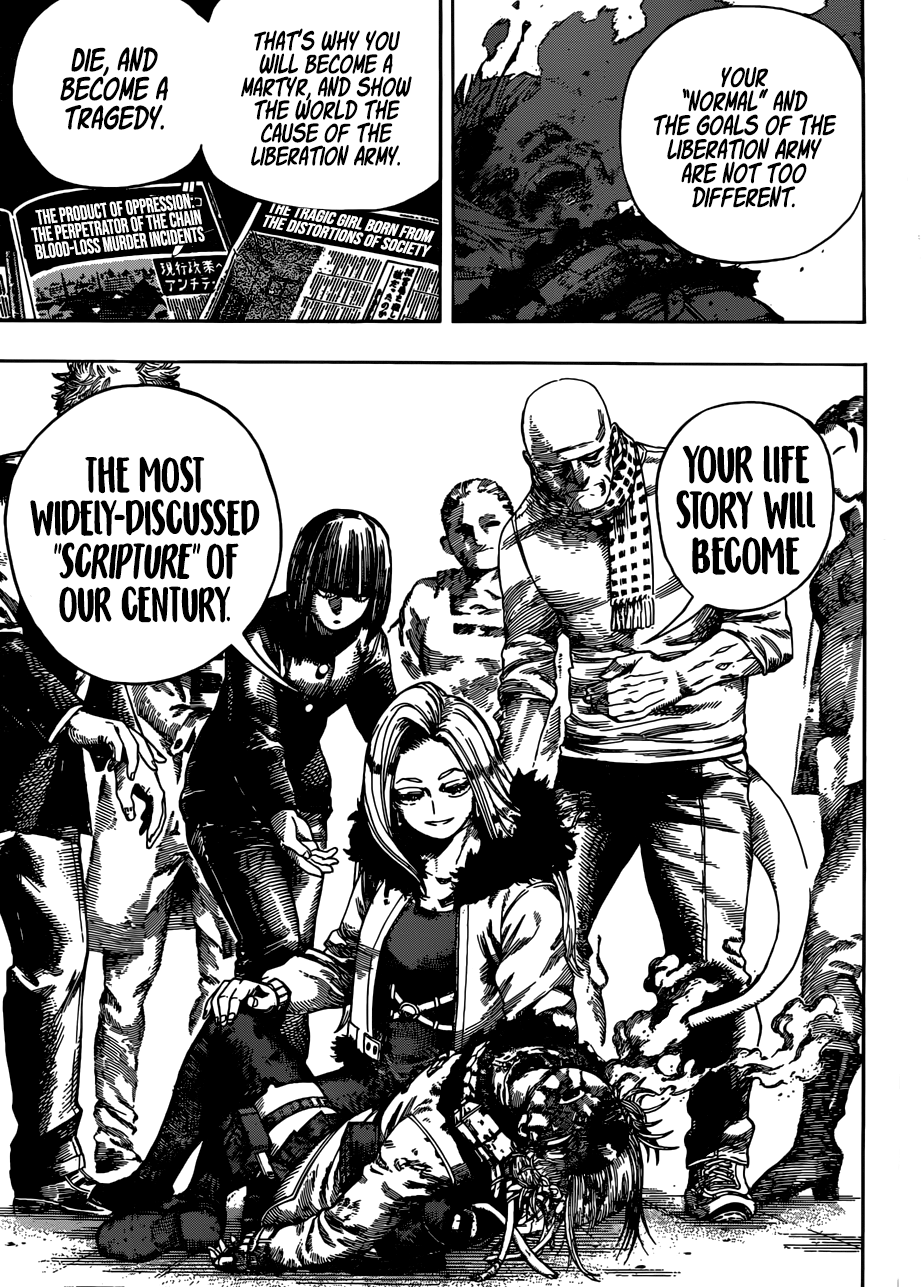 YOUR
"NORMAL" AND
THE GOALS OF THE
LIBERATION ARMY
ARE NOT TOO
DIFFERENT.
THAT'S WHY YOU
WILL BECOME A
MARTYR, AND SHOW
THE WORLD THE
CAUSE OF THE
LIBERATION ARMY.
DIE, AND
BECOME A
TRAGEDY.
THE TRAGIC GIRL BORN FROM
THE DISTORTIONS OF SOCIETY
THE PRODUCT OF OPPRESSION:
THE PERPETRATOR OF THE CHAIN
BLOOD-LOSS MURDER INCIDENTS
現行政策へ
アンチテ
YOUR LIFE
STORY WILL
BECOME
THE MOST
WIDELY-DISCUSSED
"SCRIPTURE" OF
OUR CENTURY.